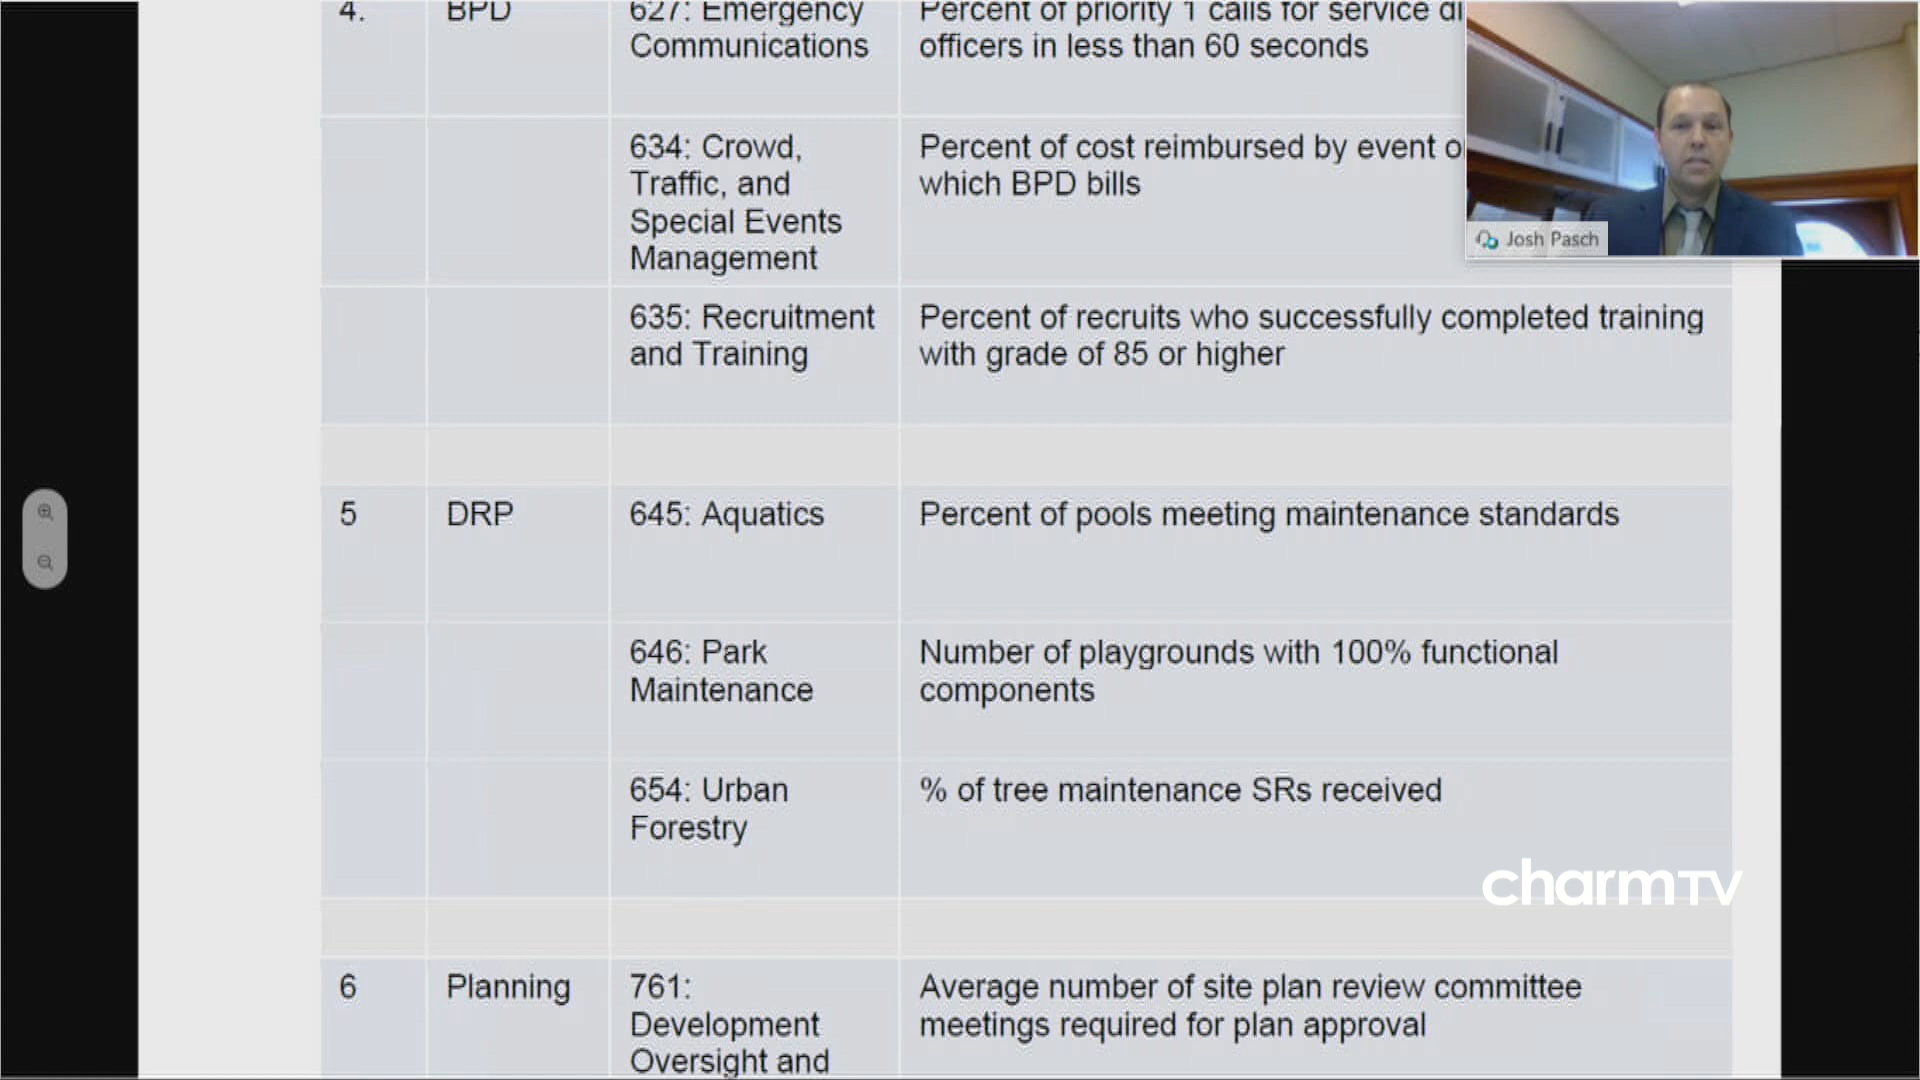 4. BPD 627: Emergency Percent of priority 1 calls for service
Communications officers in less than 60 seconds
634: Crowd, Percent of cost reimbursed by event
Traffic, and which BPD bills
Special Events
Management
635: Recruitment Percent of recruits who successfully completed training
and Training with grade of 85 or higher
5 DRP 645: Aquatics Percent of pools meeting maintenance standards
646: Park Number of playgrounds with 100% functional
Maintenance components
654: Urban % of tree maintenance SRs received
Forestry
6 Planning 761: Average number of site plan review committee
Development meetings required for plan approval
Oversight and
Josh Pasch
charmTV